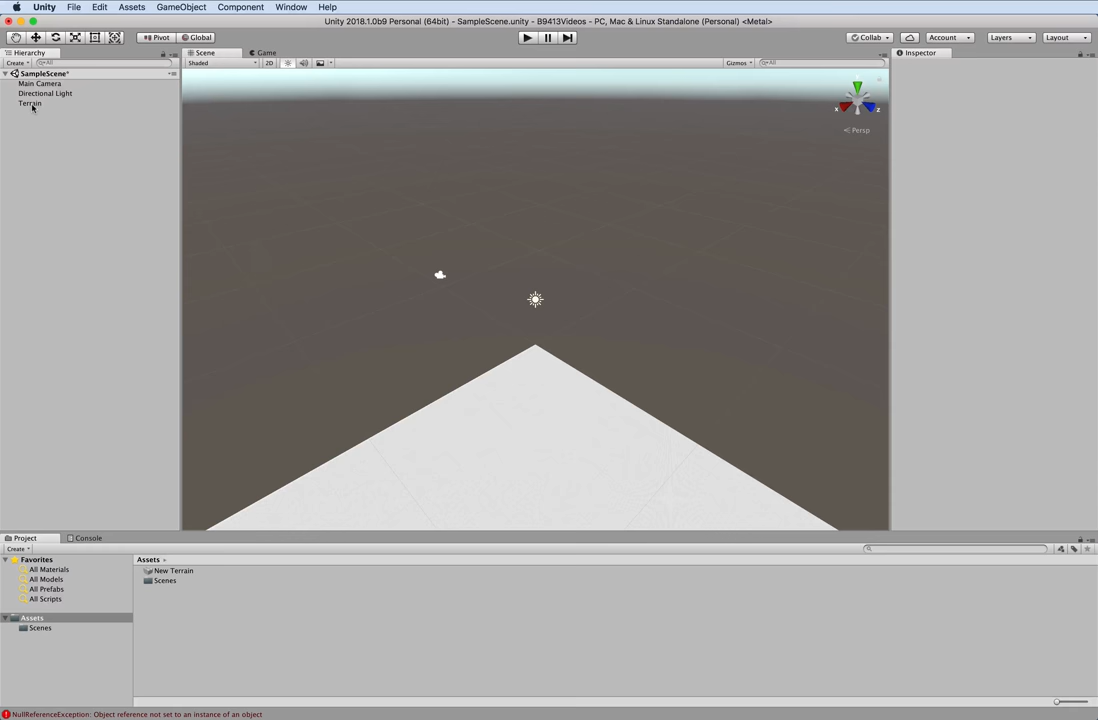 Unity File Edit Assets GameObject Component Window Help
Unity 2018.1.0b9 Personal (64bit) - SampleScene.unity - B9413Videos - PC, Mac & Linux Standalone (Personal) <Metal>
Pivot Global Collab Account Layers Layout
Hierarchy Scene Game Inspector
Create All Shaded 2D Gizmos All
SampleScene*
Main Camera
Directional Light
Terrain
x z
Persp
Project Console
Create
Favorites Assets
All Materials New Terrain
All Models Scenes
All Prefabs
All Scripts
Assets
Scenes
NullReferenceException: Object reference not set to an instance of an object